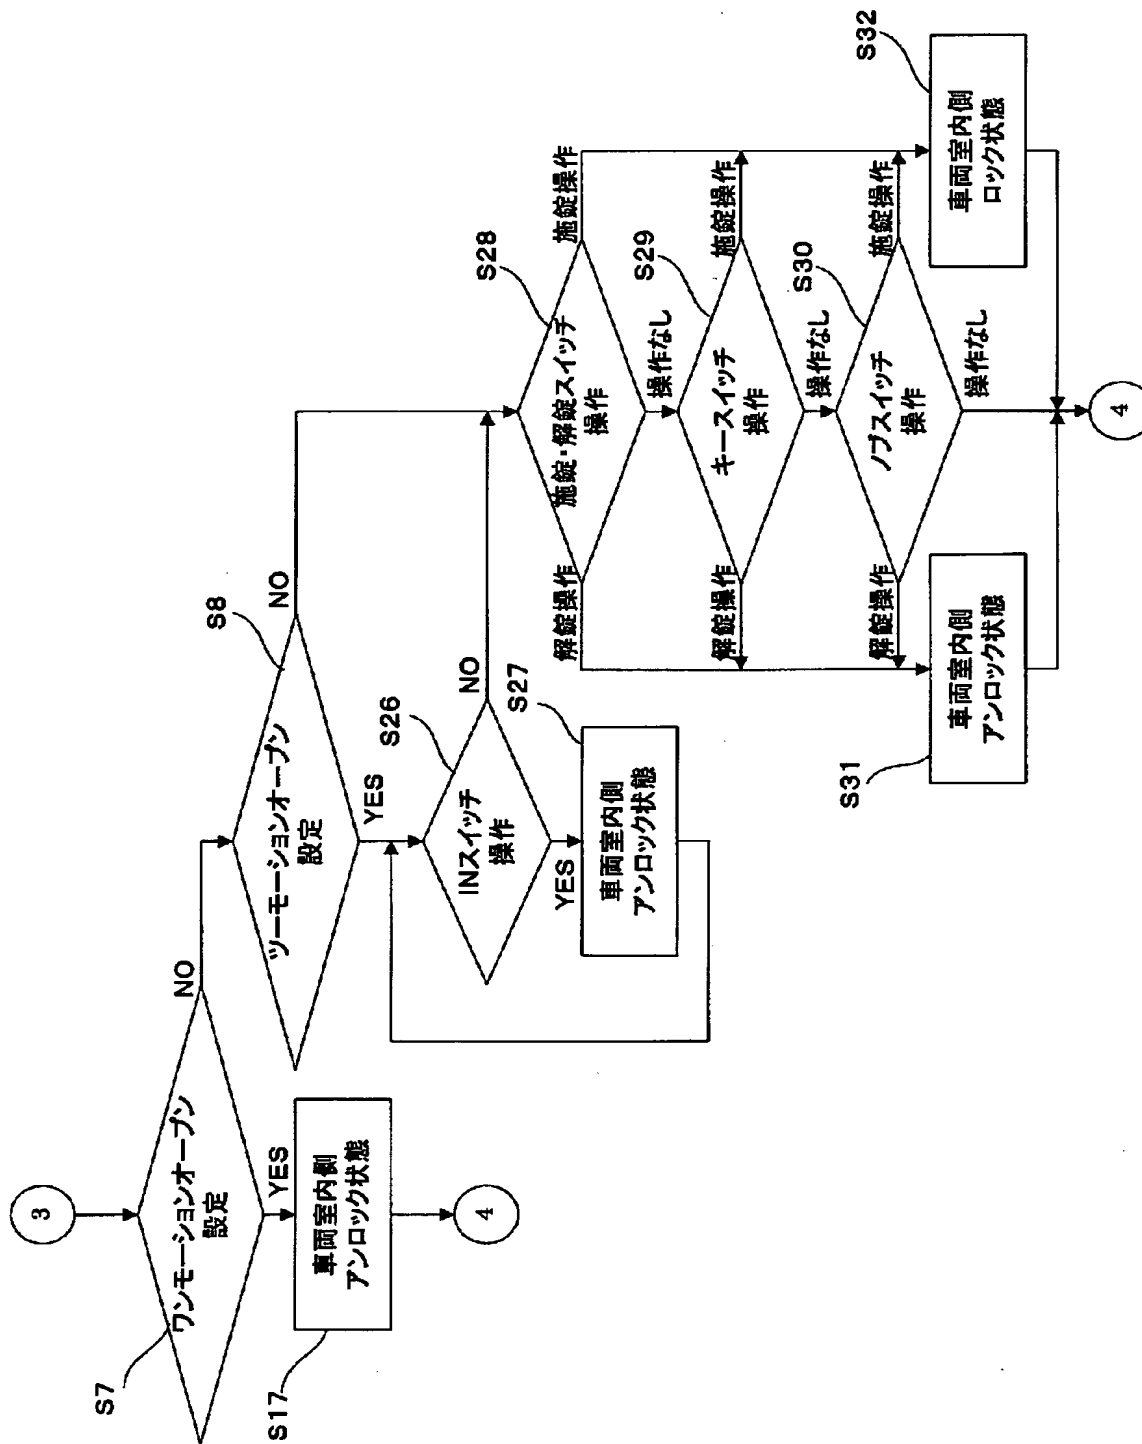 3
S7
ワンモーションオープン
設定
NO
YES
S17
車両室内側
アンロック状態
4
S8
ツーモーションオープン
設定
NO
YES
S26
INスイッチ
操作
NO
YES
S27
車両室内側
アンロック状態
S28
施錠・解錠スイッチ
操作
解錠操作
施錠操作
操作なし
S29
キースイッチ
操作
解錠操作
施錠操作
操作なし
S30
ノブスイッチ
操作
解錠操作
施錠操作
操作なし
S31
車両室内側
アンロック状態
S32
車両室内側
ロック状態
4